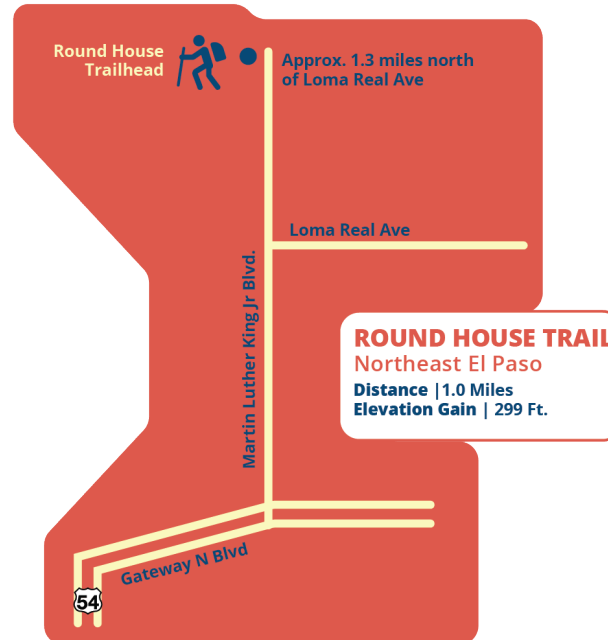 Round House
Trailhead
Approx. 1.3 miles north
of Loma Real Ave
Loma Real Ave
Martin Luther King Jr Blvd.
ROUND HOUSE TRAIL
Northeast El Paso
Distance |1.0 Miles
Elevation Gain | 299 Ft.
Gateway N Blvd
54